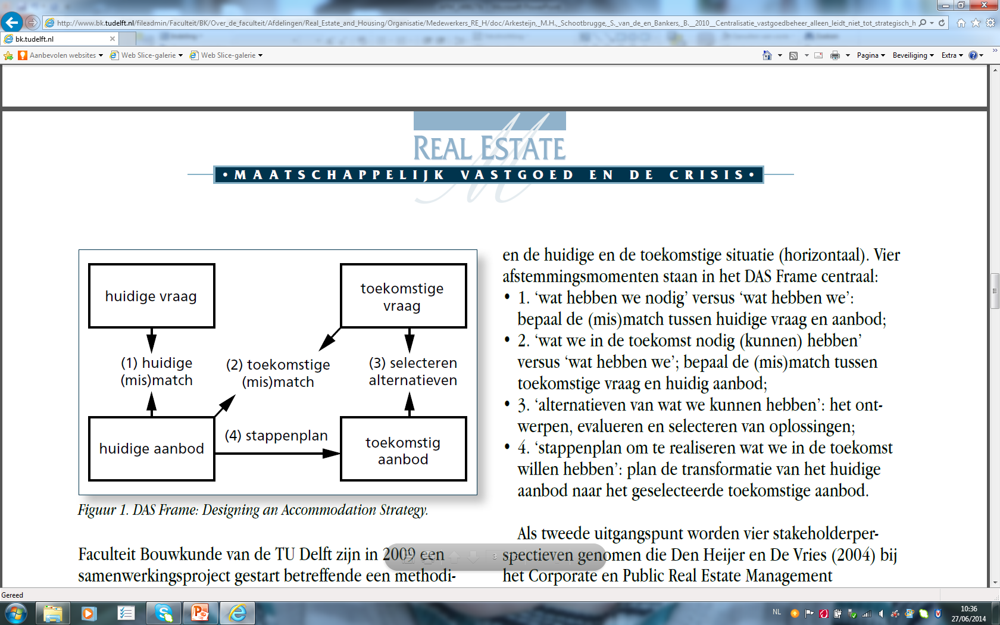 http://www.bk.tudelft.nl/fileadmin/Faculteit/BK/Over_de_faculteit/Afdelingen/Real_Estate_and_Housing/Organisatie/Medewerkers_RE_H/doc/Arkesteijn,_M.H.,_Schootbrugge,_S._van_de_en_Bankers,_B.__2010__Centralisatie_vastgoedbeheer_alleen_leidt_niet_tot_strategisch_h
bk.tudelft.nl
Aanbevolen websites
Web Slice-galerie
Web Slice-galerie
Pagina
Beveiliging
Extra
REAL ESTATE
• MAATSCHAPPELIJK VASTGOED EN DE CRISIS •
huidige vraag
toekomstige
vraag
(1) huidige
(mis)match
(2) toekomstige
(mis)match
(3) selecteren
alternatieven
huidige aanbod
(4) stappenplan
toekomstig
aanbod
Figuur 1. DAS Frame: Designing an Accommodation Strategy.
Faculteit Bouwkunde van de TU Delft zijn in 2009 een
samenwerkingsproject gestart betreffende een methodi-
en de huidige en de toekomstige situatie (horizontaal). Vier
afstemmingsmomenten staan in het DAS Frame centraal:
• 1. ‘wat hebben we nodig’ versus ‘wat hebben we’:
bepaal de (mis)match tussen huidige vraag en aanbod;
• 2. ‘wat we in de toekomst nodig (kunnen) hebben’
versus ‘wat hebben we’; bepaal de (mis)match tussen
toekomstige vraag en huidig aanbod;
• 3. ‘alternatieven van wat we kunnen hebben’: het ont-
werpen, evalueren en selecteren van oplossingen;
• 4. ‘stappenplan om te realiseren wat we in de toekomst
willen hebben’: plan de transformatie van het huidige
aanbod naar het geselecteerde toekomstige aanbod.
Als tweede uitgangspunt worden vier stakeholderper-
spectieven genomen die Den Heijer en De Vries (2004) bij
het Corporate en Public Real Estate Management
3
Gereed
NL
10:36
27/06/2014